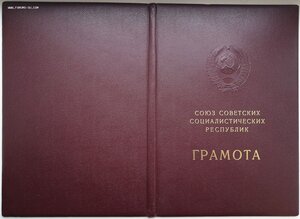 СОЮЗ СОВЕТСКИХ
СОЦИАЛИСТИЧЕСКИХ
РЕСПУБЛИК
ГРАМОТА